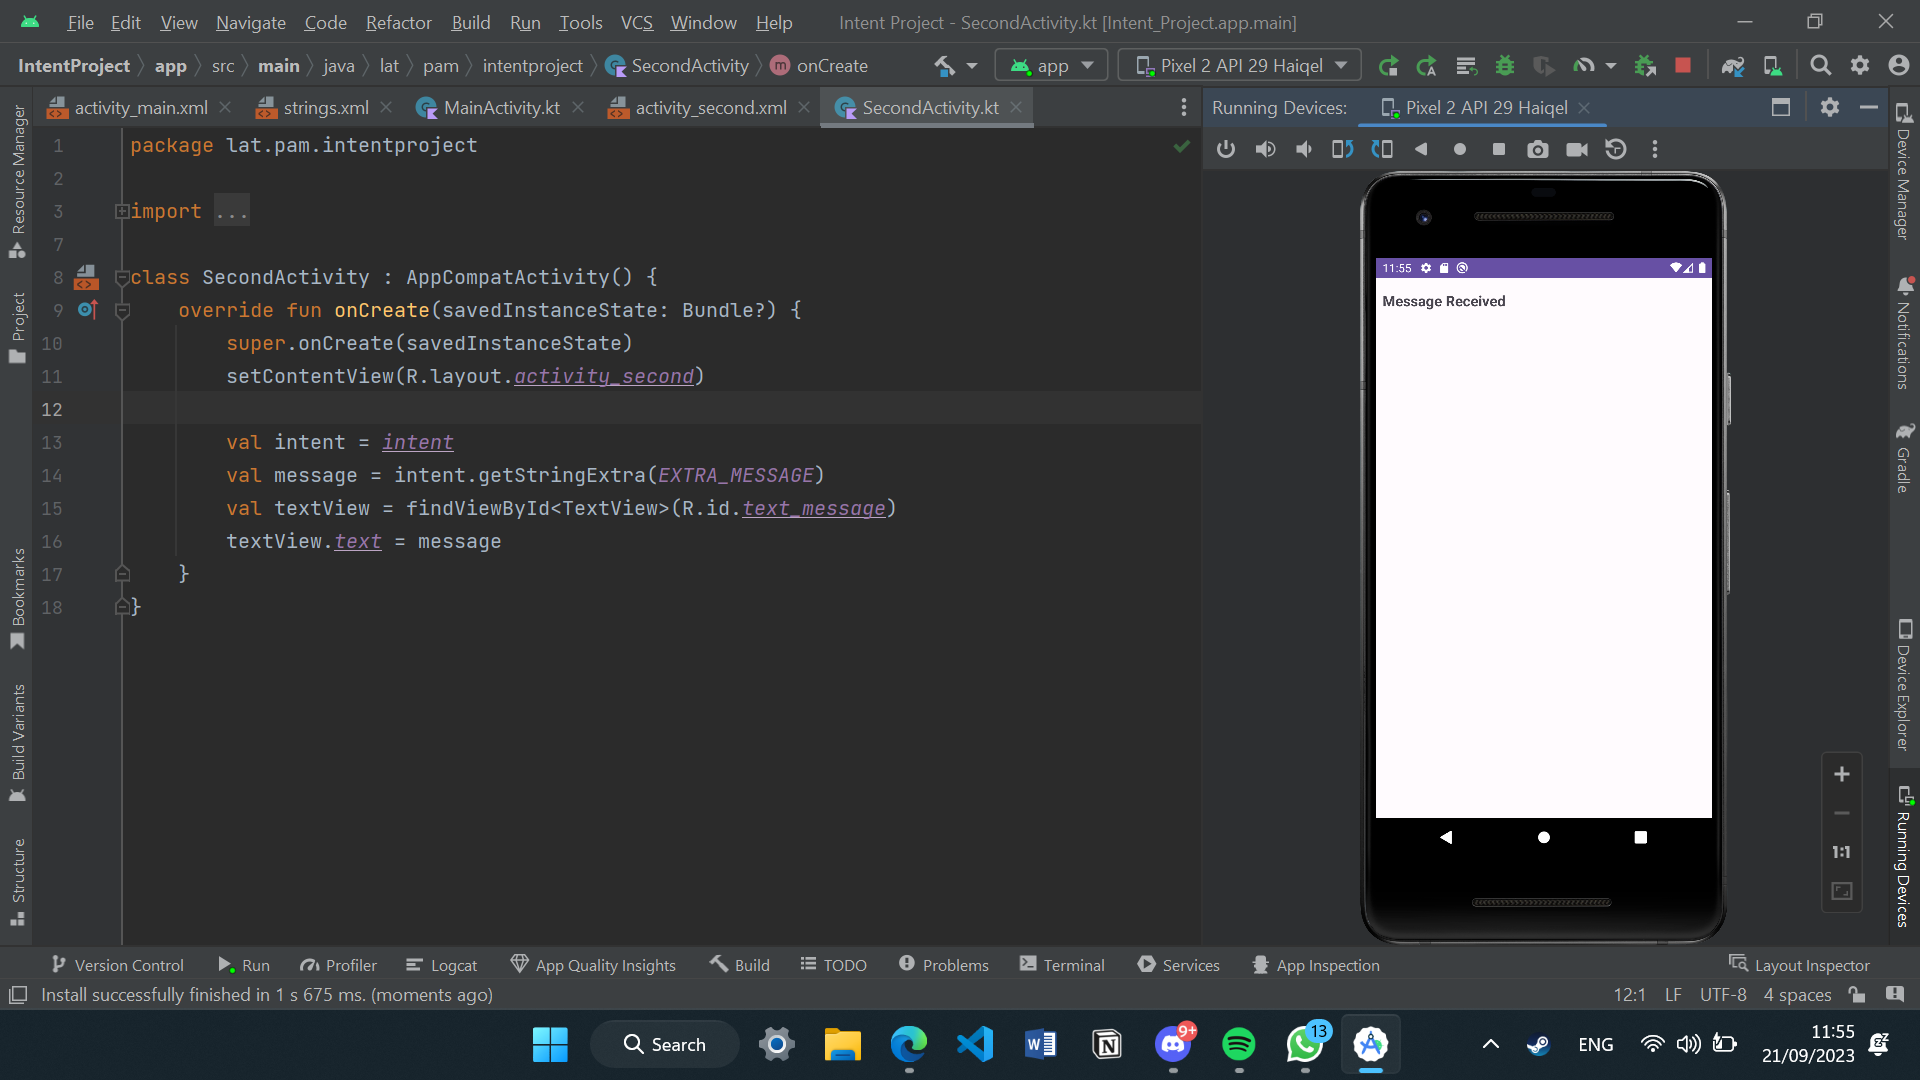 File Edit View Navigate Code Refactor Build Run Tools VCS Window Help Intent Project - SecondActivity.kt [Intent_Project.app.main]
IntentProject app src main java lat pam intentproject SecondActivity m onCreate app Pixel 2 API 29 Haiqel
activity_main.xml strings.xml MainActivity.kt activity_second.xml SecondActivity.kt Running Devices: Pixel 2 API 29 Haiqel
Resource Manager
Project
Bookmarks
Build Variants
Structure
1 package lat.pam.intentproject
2
3 import ...
7
8 class SecondActivity : AppCompatActivity() {
9 override fun onCreate(savedInstanceState: Bundle?) {
10 super.onCreate(savedInstanceState)
11 setContentView(R.layout.activity_second)
12
13 val intent = intent
14 val message = intent.getStringExtra(EXTRA_MESSAGE)
15 val textView = findViewById<TextView>(R.id.text_message)
16 textView.text = message
17 }
18 }
11:55
Message Received
1:1
Device Manager
Notifications
Gradle
Device Explorer
Running Devices
Version Control Run Profiler Logcat App Quality Insights Build TODO Problems Terminal Services App Inspection Layout Inspector
Install successfully finished in 1 s 675 ms. (moments ago) 12:1 LF UTF-8 4 spaces
Search 9+ 13 ENG 11:55
21/09/2023